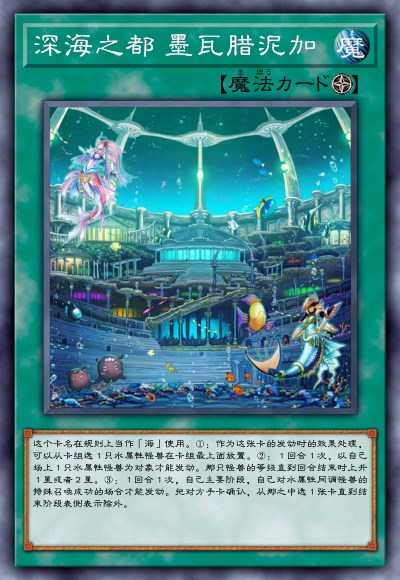 深海之都 墨瓦腊泥加
魔
【魔法カード】
まほう
这个卡名在规则上当作「海」使用。①：作为这张卡的发动时的效果处理，
可以从卡组选1只水属性怪兽在卡组最上面放置。②：1回合1次，以自己
场上1只水属性怪兽为对象才能发动。那只怪兽的等级直到回合结束时上升
1星或者2星。③：1回合1次，自己主要阶段，自己对水属性同调怪兽的
特殊召唤成功的场合才能发动。把对方手卡确认，从那之中选1张卡直到结
束阶段表侧表示除外。